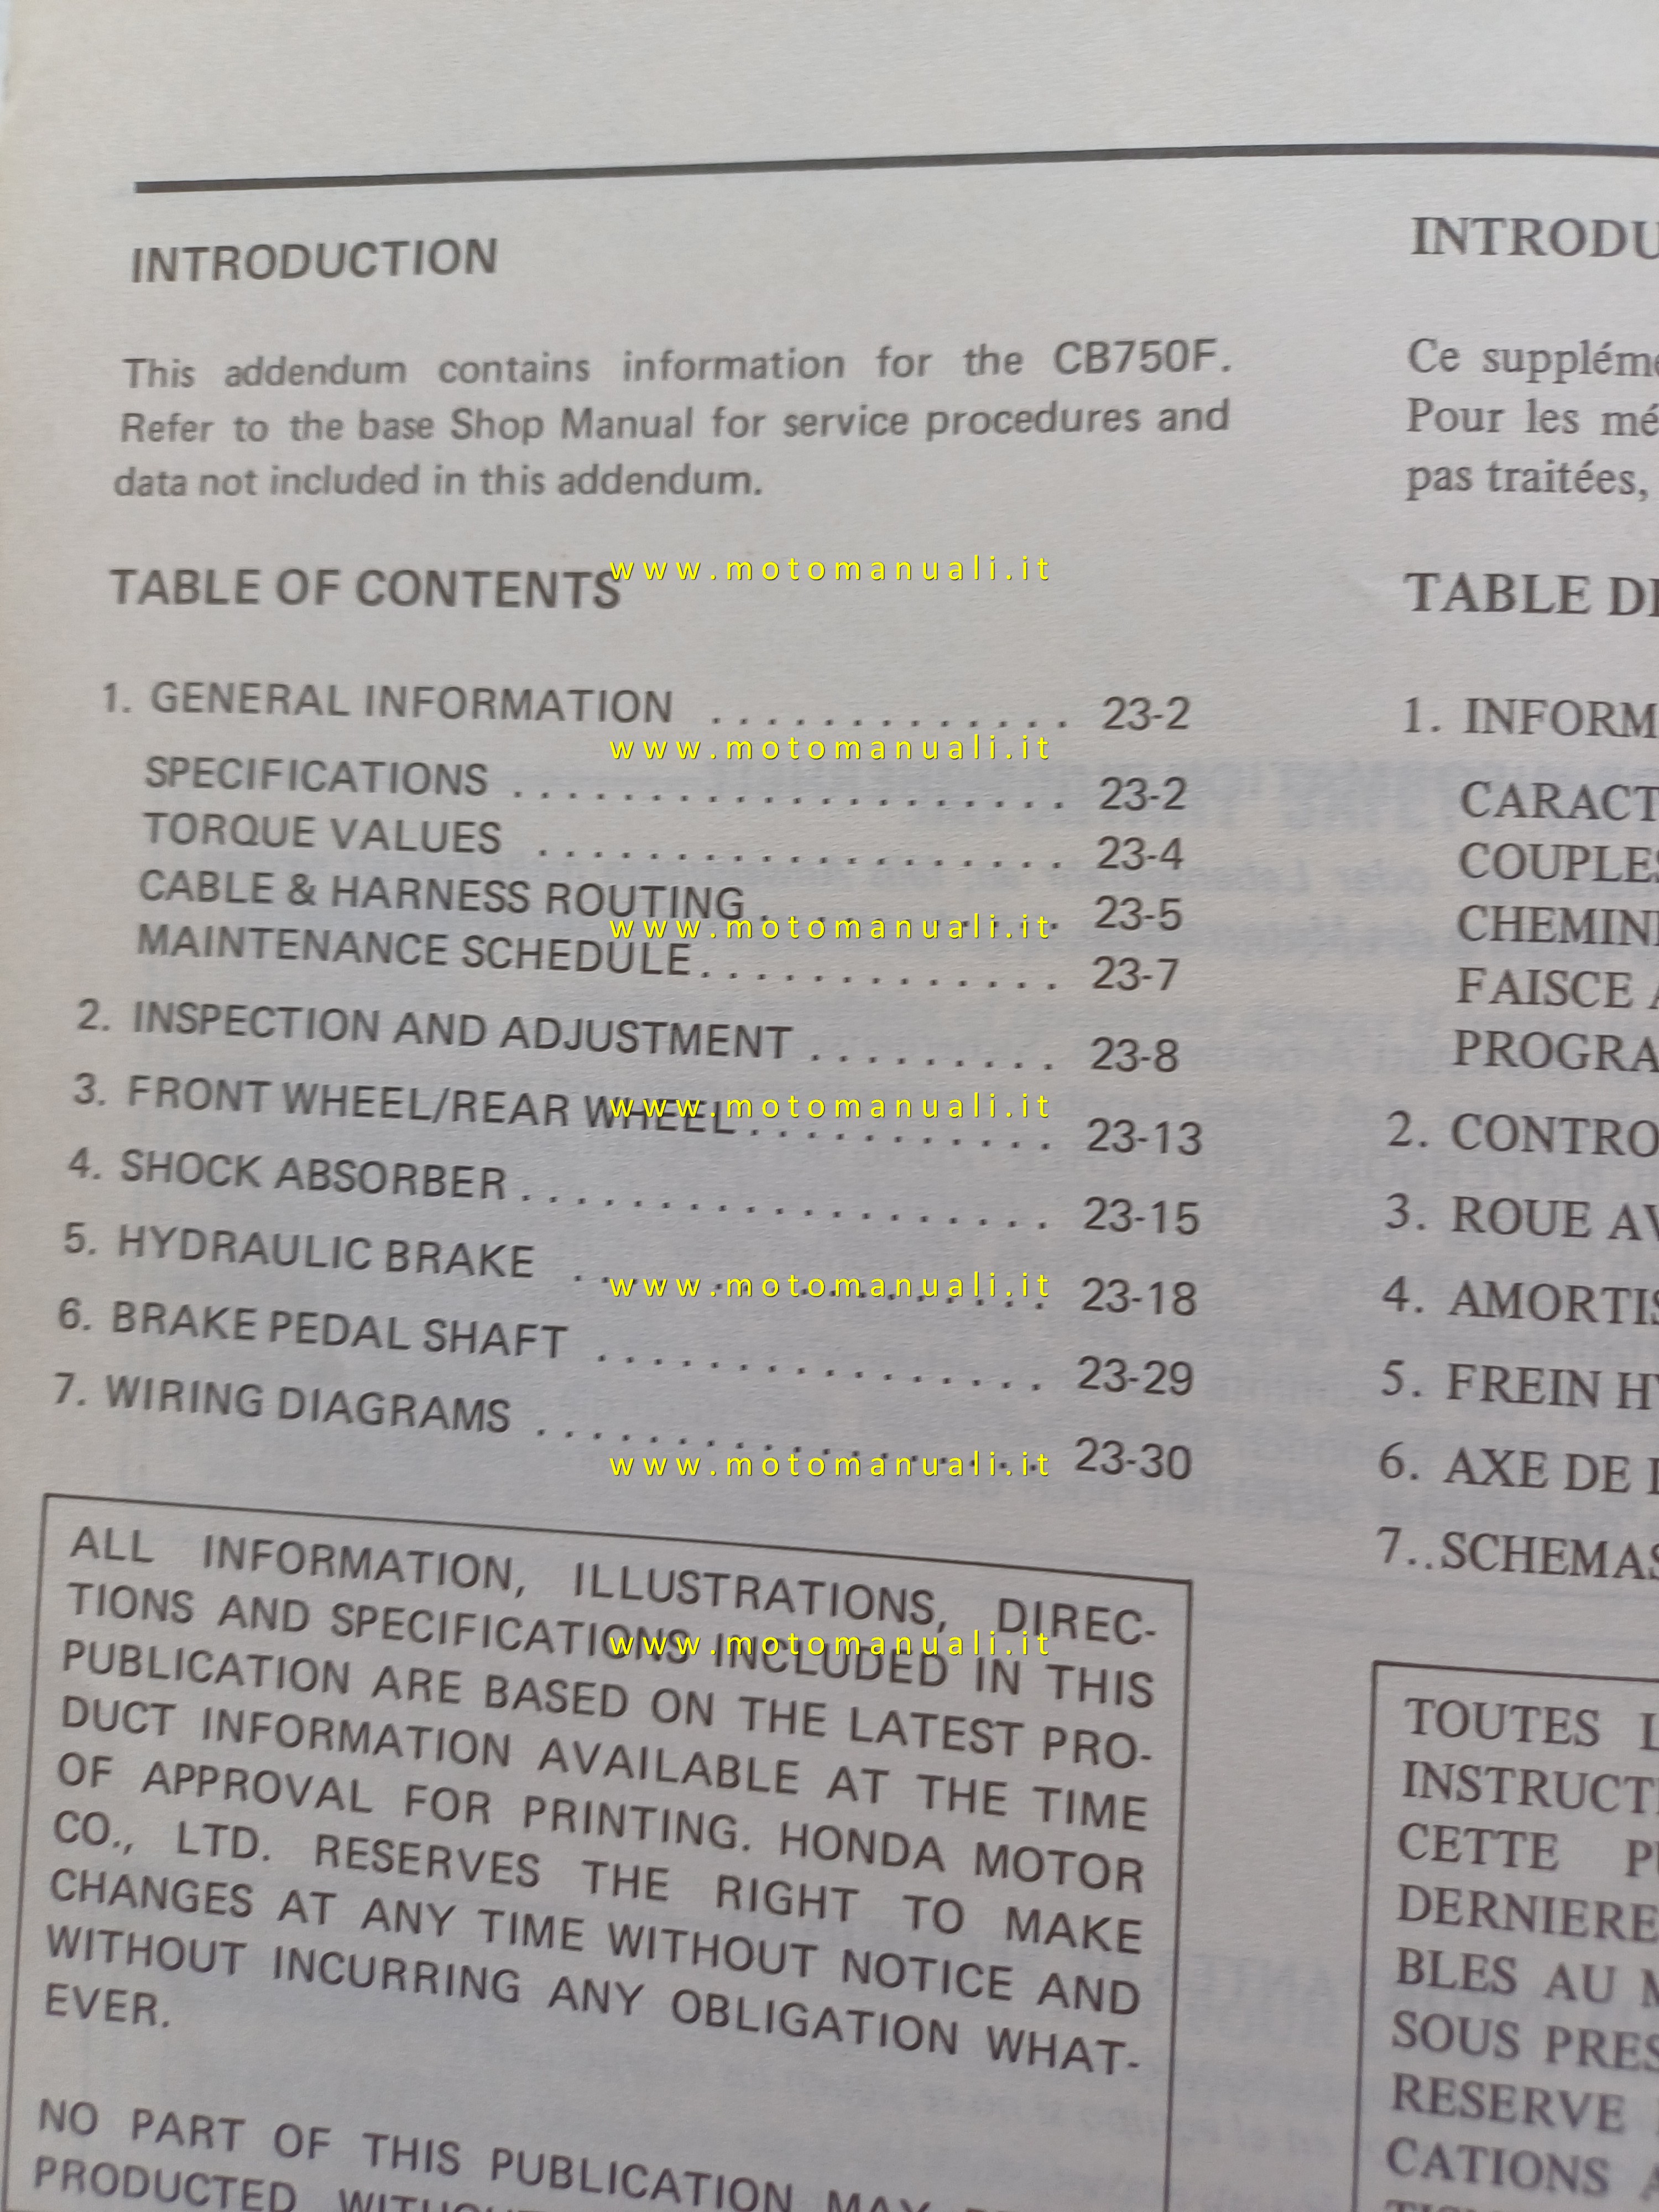 INTRODUCTION
This addendum contains information for the CB750F.
Refer to the base Shop Manual for service procedures and
data not included in this addendum.
TABLE OF CONTENTS
1. GENERAL INFORMATION ............. 23-2
SPECIFICATIONS .................... 23-2
TORQUE VALUES ................... 23-4
CABLE & HARNESS ROUTING ........... 23-5
MAINTENANCE SCHEDULE ............. 23-7
2. INSPECTION AND ADJUSTMENT ......... 23-8
3. FRONT WHEEL/REAR WHEEL ........... 23-13
4. SHOCK ABSORBER ................... 23-15
5. HYDRAULIC BRAKE ................. 23-18
6. BRAKE PEDAL SHAFT ................ 23-29
7. WIRING DIAGRAMS .................. 23-30
ALL INFORMATION, ILLUSTRATIONS, DIREC-
TIONS AND SPECIFICATIONS INCLUDED IN THIS
PUBLICATION ARE BASED ON THE LATEST PRO-
DUCT INFORMATION AVAILABLE AT THE TIME
OF APPROVAL FOR PRINTING. HONDA MOTOR
CO., LTD. RESERVES THE RIGHT TO MAKE
CHANGES AT ANY TIME WITHOUT NOTICE AND
WITHOUT INCURRING ANY OBLIGATION WHAT-
EVER.
NO PART OF THIS PUBLICATION MAY
PRODUCTED
INTRODU
Ce supplém
Pour les mé
pas traitées,
TABLE DE
1. INFORM
CARACT
COUPLES
CHEMIN
FAISCE
PROGRA
2. CONTRO
3. ROUE AV
4. AMORTIS
5. FREIN H
6. AXE DE
7..SCHEMAS
TOUTES L
INSTRUCTI
CETTE PU
DERNIERE
BLES AU M
SOUS PRES
RESERVE
CATIONS A
www.motomanuali.it
www.motomanuali.it
www.motomanuali.it
www.motomanuali.it
www.motomanuali.it
www.motomanuali.it
www.motomanuali.it